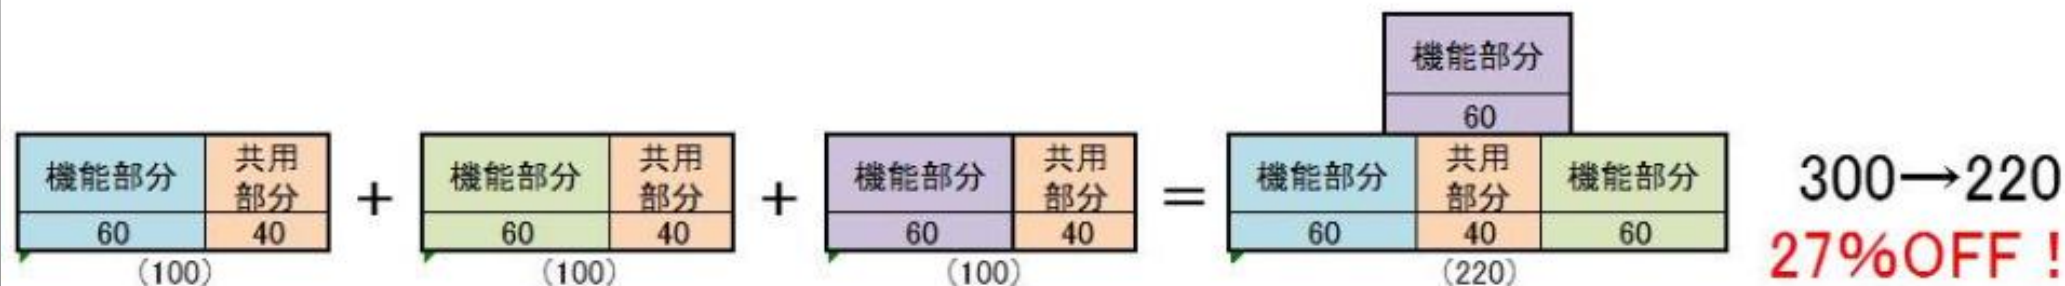 機能部分
60
機能部分 共用
部分
60 40
(100)
+
機能部分 共用
部分
60 40
(100)
+
機能部分 共用
部分
60 40
(100)
=
機能部分 共用
部分 機能部分
60 40 60
(220)
300→220
27%OFF!